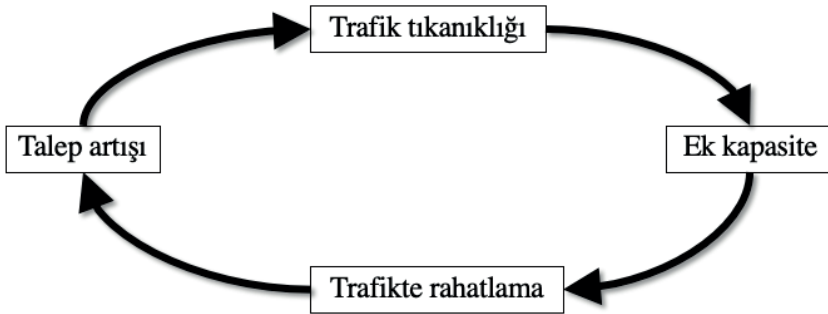 Trafik tıkanıklığı
Talep artışı
Ek kapasite
Trafikte rahatlama